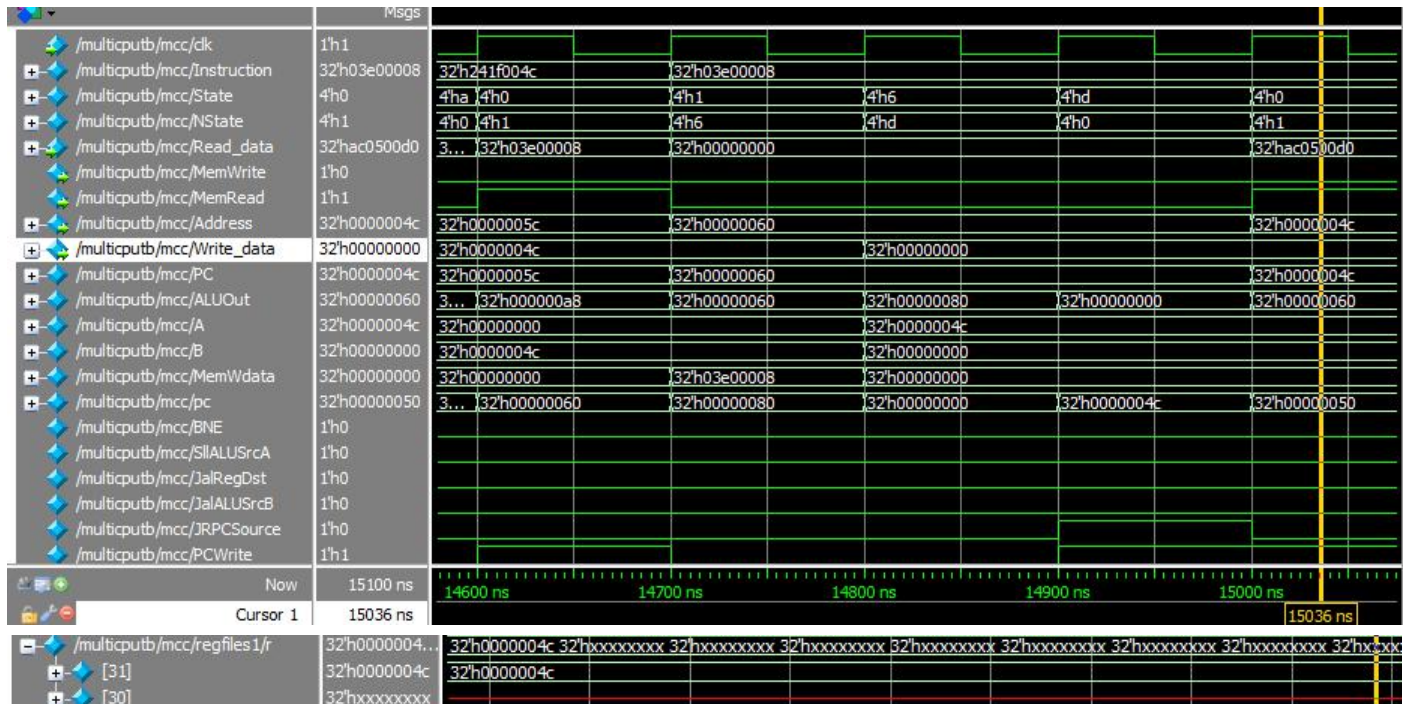 Msgs
/multicputb/mcc/clk 1'h1
/multicputb/mcc/Instruction 32'h03e00008 32'h241f004c 32'h03e00008
/multicputb/mcc/State 4'h0 4'ha 4'h0 4'h1 4'h6 4'hd 4'h0
/multicputb/mcc/NState 4'h1 4'h0 4'h1 4'h6 4'hd 4'h0 4'h1
/multicputb/mcc/Read_data 32'hac0500d0 3... 32'h03e00008 32'h00000000 32'hac0500d0
/multicputb/mcc/MemWrite 1'h0
/multicputb/mcc/MemRead 1'h1
/multicputb/mcc/Address 32'h0000004c 32'h0000005c 32'h00000060 32'h0000004c
/multicputb/mcc/Write_data 32'h00000000 32'h0000004c 32'h00000000
/multicputb/mcc/PC 32'h0000004c 32'h0000005c 32'h00000060 32'h0000004c
/multicputb/mcc/ALUOut 32'h00000060 3... 32'h000000a8 32'h00000060 32'h00000080 32'h00000000 32'h00000060
/multicputb/mcc/A 32'h0000004c 32'h00000000 32'h0000004c
/multicputb/mcc/B 32'h00000000 32'h0000004c 32'h00000000
/multicputb/mcc/MemWdata 32'h00000000 32'h00000000 32'h03e00008 32'h00000000
/multicputb/mcc/pc 32'h00000050 3... 32'h00000060 32'h00000080 32'h00000000 32'h0000004c 32'h00000050
/multicputb/mcc/BNE 1'h0
/multicputb/mcc/SllALUSrcA 1'h0
/multicputb/mcc/JalRegDst 1'h0
/multicputb/mcc/JalALUSrcB 1'h0
/multicputb/mcc/JRPCSource 1'h0
/multicputb/mcc/PCWrite 1'h1
Now 15100 ns 14600 ns 14700 ns 14800 ns 14900 ns 15000 ns
Cursor 1 15036 ns 15036 ns
/multicputb/mcc/regfiles1/r 32'h0000004... 32'h0000004c 32'hxxxxxxxx 32'hxxxxxxxx 32'hxxxxxxxx 32'hxxxxxxxx 32'hxxxxxxxx 32'hxxxxxxxx 32'hxxxxxxxx
[31] 32'h0000004c 32'h0000004c
[30] 32'hxxxxxxxx